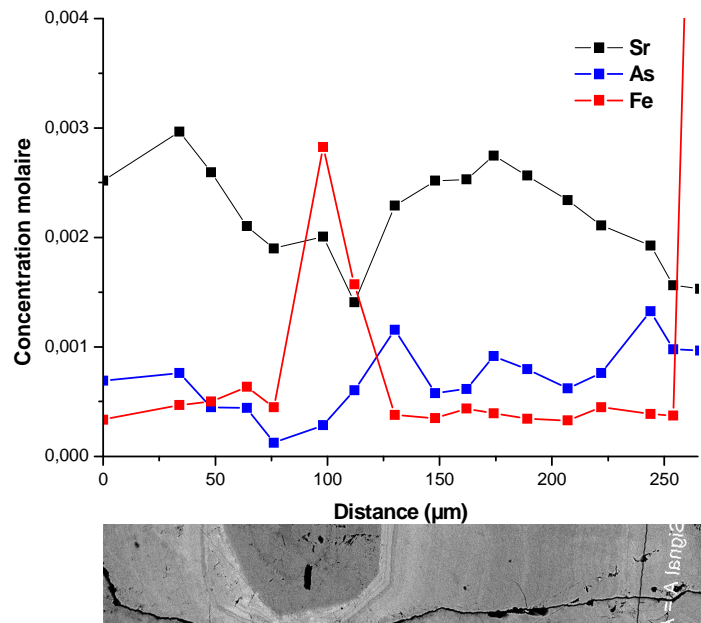 0,004
0,003
0,002
0,001
0,000
Concentration molaire
Sr
As
Fe
0
50
100
150
200
250
Distance (µm)
Signal A =